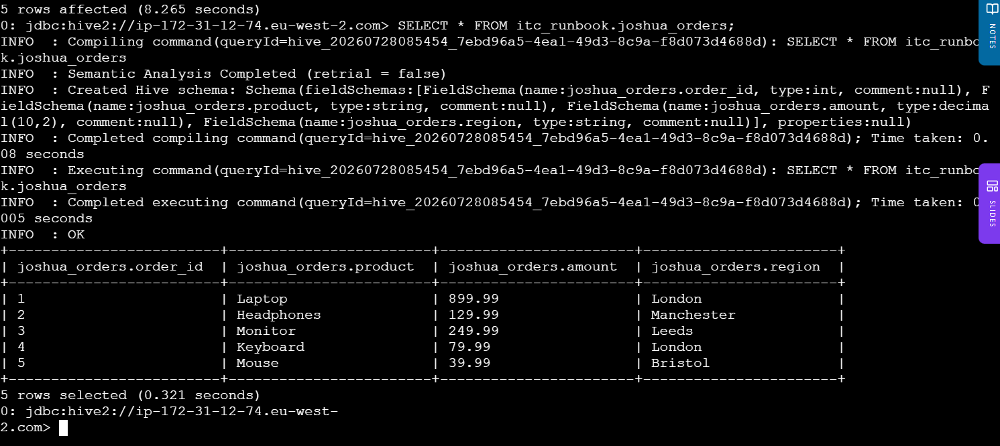 5 rows affected (8.265 seconds)
0: jdbc:hive2://ip-172-31-12-74.eu-west-2.com> SELECT * FROM itc_runbook.joshua_orders;
INFO  : Compiling command(queryId=hive_20260728085454_7ebd96a5-4ea1-49d3-8c9a-f8d073d4688d): SELECT * FROM itc_runbo
k.joshua_orders
INFO  : Semantic Analysis Completed (retrial = false)
INFO  : Created Hive schema: Schema(fieldSchemas:[FieldSchema(name:joshua_orders.order_id, type:int, comment:null), F
ieldSchema(name:joshua_orders.product, type:string, comment:null), FieldSchema(name:joshua_orders.amount, type:decima
l(10,2), comment:null), FieldSchema(name:joshua_orders.region, type:string, comment:null)], properties:null)
INFO  : Completed compiling command(queryId=hive_20260728085454_7ebd96a5-4ea1-49d3-8c9a-f8d073d4688d); Time taken: 0.
08 seconds
INFO  : Executing command(queryId=hive_20260728085454_7ebd96a5-4ea1-49d3-8c9a-f8d073d4688d): SELECT * FROM itc_runbo
k.joshua_orders
INFO  : Completed executing command(queryId=hive_20260728085454_7ebd96a5-4ea1-49d3-8c9a-f8d073d4688d); Time taken: 0
005 seconds
INFO  : OK
+-------------------------+------------------------+-----------------------+-----------------------+
| joshua_orders.order_id  | joshua_orders.product  | joshua_orders.amount  | joshua_orders.region  |
+-------------------------+------------------------+-----------------------+-----------------------+
| 1                       | Laptop                 | 899.99                | London                |
| 2                       | Headphones             | 129.99                | Manchester            |
| 3                       | Monitor                | 249.99                | Leeds                 |
| 4                       | Keyboard               | 79.99                 | London                |
| 5                       | Mouse                  | 39.99                 | Bristol               |
+-------------------------+------------------------+-----------------------+-----------------------+
5 rows selected (0.321 seconds)
0: jdbc:hive2://ip-172-31-12-74.eu-west-
2.com>
NOTES
SLIDES